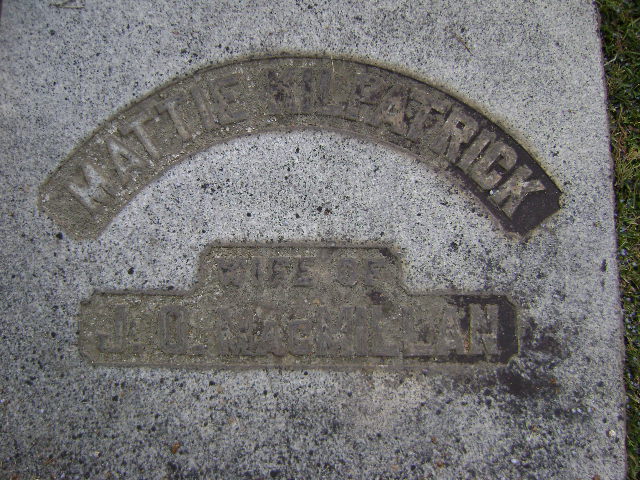 MATTIE KILPATRICK
WIFE OF
J. D. MACMILLAN